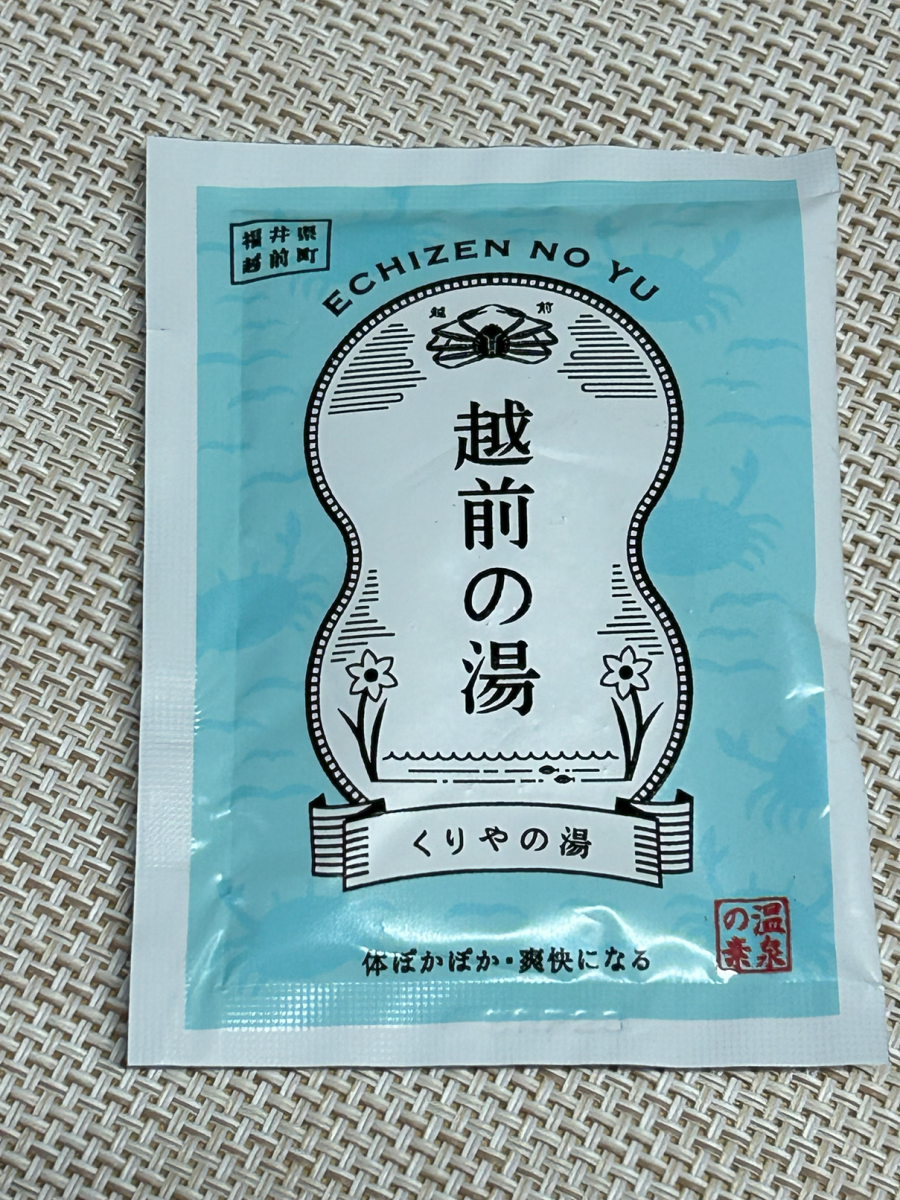 福井県
越前町
ECHIZEN NO YU
越前
越前の湯
くりやの湯
体ぽかぽか・爽快になる
温泉
の素